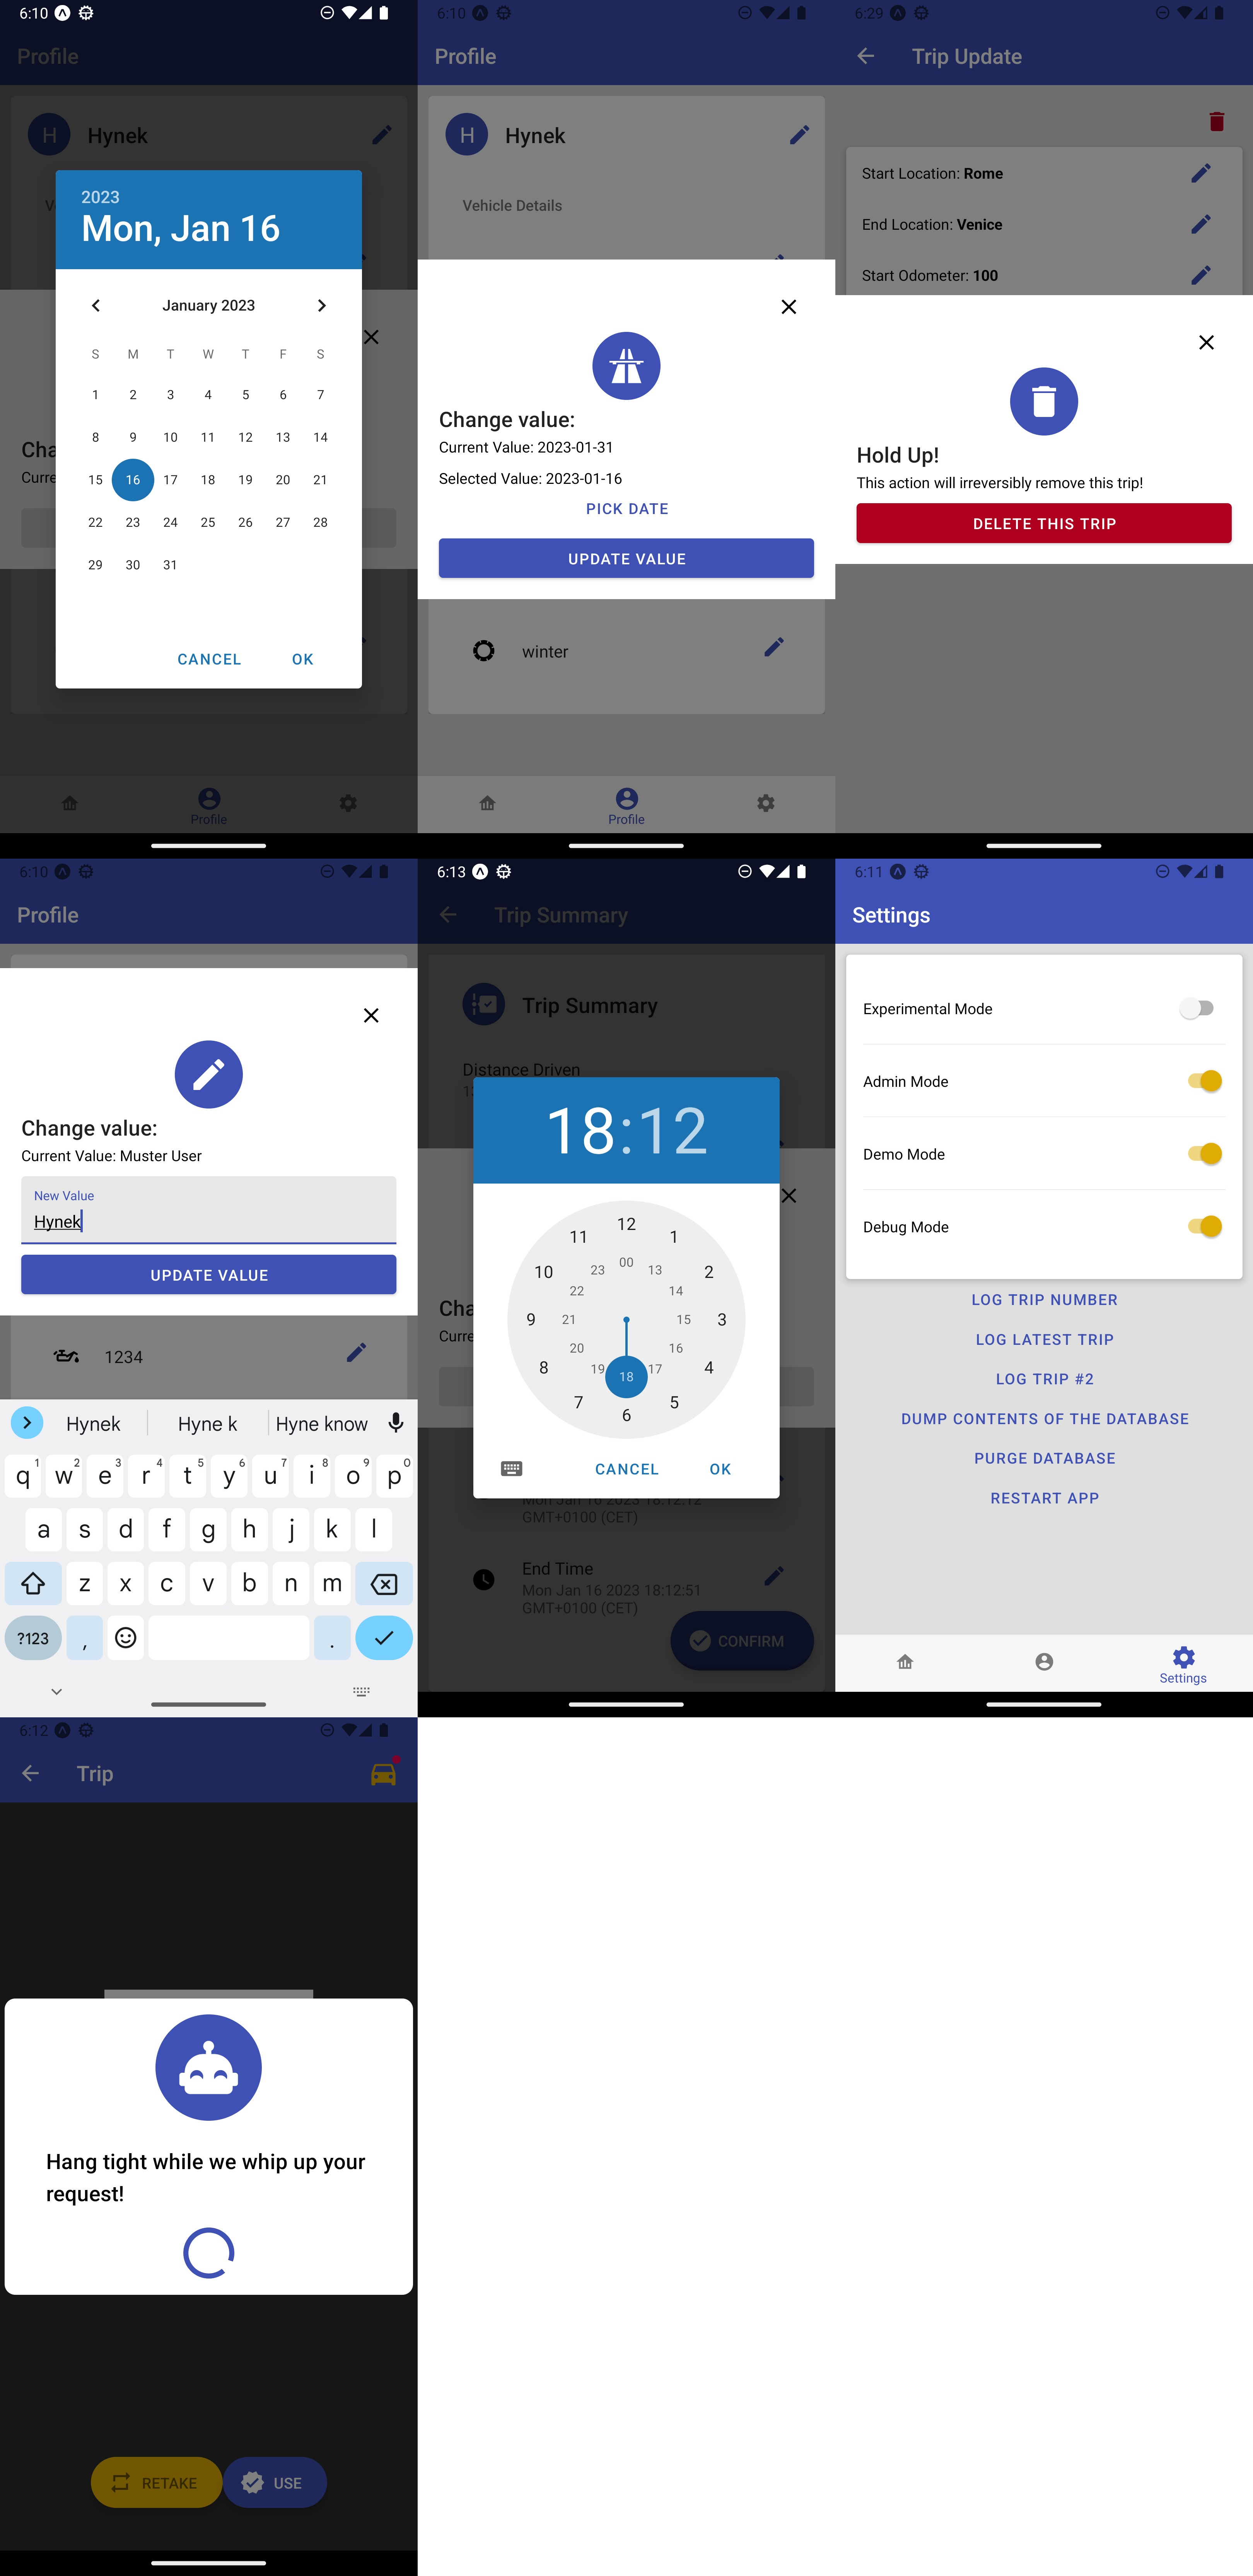 6:10
Profile
H
Hynek
2023
Mon, Jan 16
January 2023
S M T W T F S
1 2 3 4 5 6 7
8 9 10 11 12 13 14
15 16 17 18 19 20 21
22 23 24 25 26 27 28
29 30 31
CANCEL OK
Profile
6:10
Profile
H
Hynek
Vehicle Details
Change value:
Current Value: 2023-01-31
Selected Value: 2023-01-16
PICK DATE
UPDATE VALUE
winter
Profile
6:29
Trip Update
Start Location: Rome
End Location: Venice
Start Odometer: 100
Hold Up!
This action will irreversibly remove this trip!
DELETE THIS TRIP
6:10
Profile
Change value:
Current Value: Muster User
New Value
Hynek
UPDATE VALUE
1234
Hynek Hyne k Hyne know
q1 w2 e3 r4 t5 y6 u7 i8 o9 p0
a s d f g h j k l
z x c v b n m
?123 , .
6:13
Trip Summary
Trip Summary
Distance Driven
18:12
12
11 1
00
23 13
10 2
22 14
9 21 15 3
20 16
8 4
19 18 17
7 5
6
CANCEL OK
Mon Jan 16 2023 18:12:12
GMT+0100 (CET)
End Time
Mon Jan 16 2023 18:12:51
GMT+0100 (CET)
CONFIRM
6:11
Settings
Experimental Mode
Admin Mode
Demo Mode
Debug Mode
LOG TRIP NUMBER
LOG LATEST TRIP
LOG TRIP #2
DUMP CONTENTS OF THE DATABASE
PURGE DATABASE
RESTART APP
Settings
6:12
Trip
Hang tight while we whip up your
request!
RETAKE USE